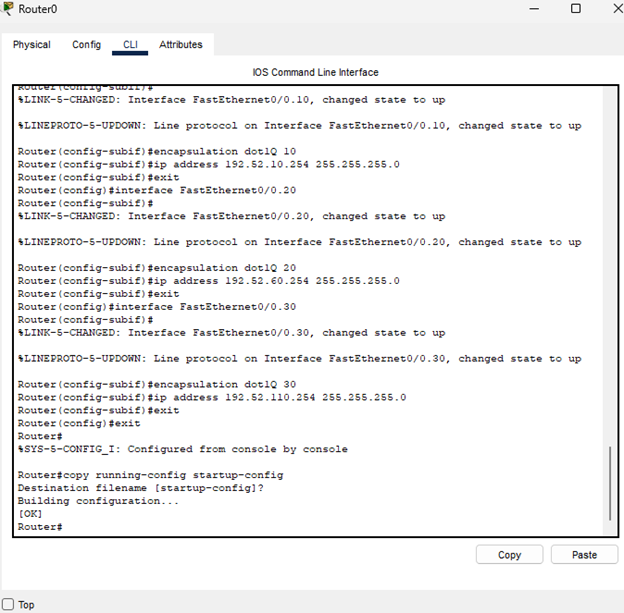 Router0
Physical Config CLI Attributes
IOS Command Line Interface
Router(config-subif)#
%LINK-5-CHANGED: Interface FastEthernet0/0.10, changed state to up
%LINEPROTO-5-UPDOWN: Line protocol on Interface FastEthernet0/0.10, changed state to up
Router(config-subif)#encapsulation dot1Q 10
Router(config-subif)#ip address 192.52.10.254 255.255.255.0
Router(config-subif)#exit
Router(config)#interface FastEthernet0/0.20
Router(config-subif)#
%LINK-5-CHANGED: Interface FastEthernet0/0.20, changed state to up
%LINEPROTO-5-UPDOWN: Line protocol on Interface FastEthernet0/0.20, changed state to up
Router(config-subif)#encapsulation dot1Q 20
Router(config-subif)#ip address 192.52.60.254 255.255.255.0
Router(config-subif)#exit
Router(config)#interface FastEthernet0/0.30
Router(config-subif)#
%LINK-5-CHANGED: Interface FastEthernet0/0.30, changed state to up
%LINEPROTO-5-UPDOWN: Line protocol on Interface FastEthernet0/0.30, changed state to up
Router(config-subif)#encapsulation dot1Q 30
Router(config-subif)#ip address 192.52.110.254 255.255.255.0
Router(config-subif)#exit
Router(config)#exit
Router#
%SYS-5-CONFIG_I: Configured from console by console
Router#copy running-config startup-config
Destination filename [startup-config]?
Building configuration...
[OK]
Router#
Copy Paste
Top